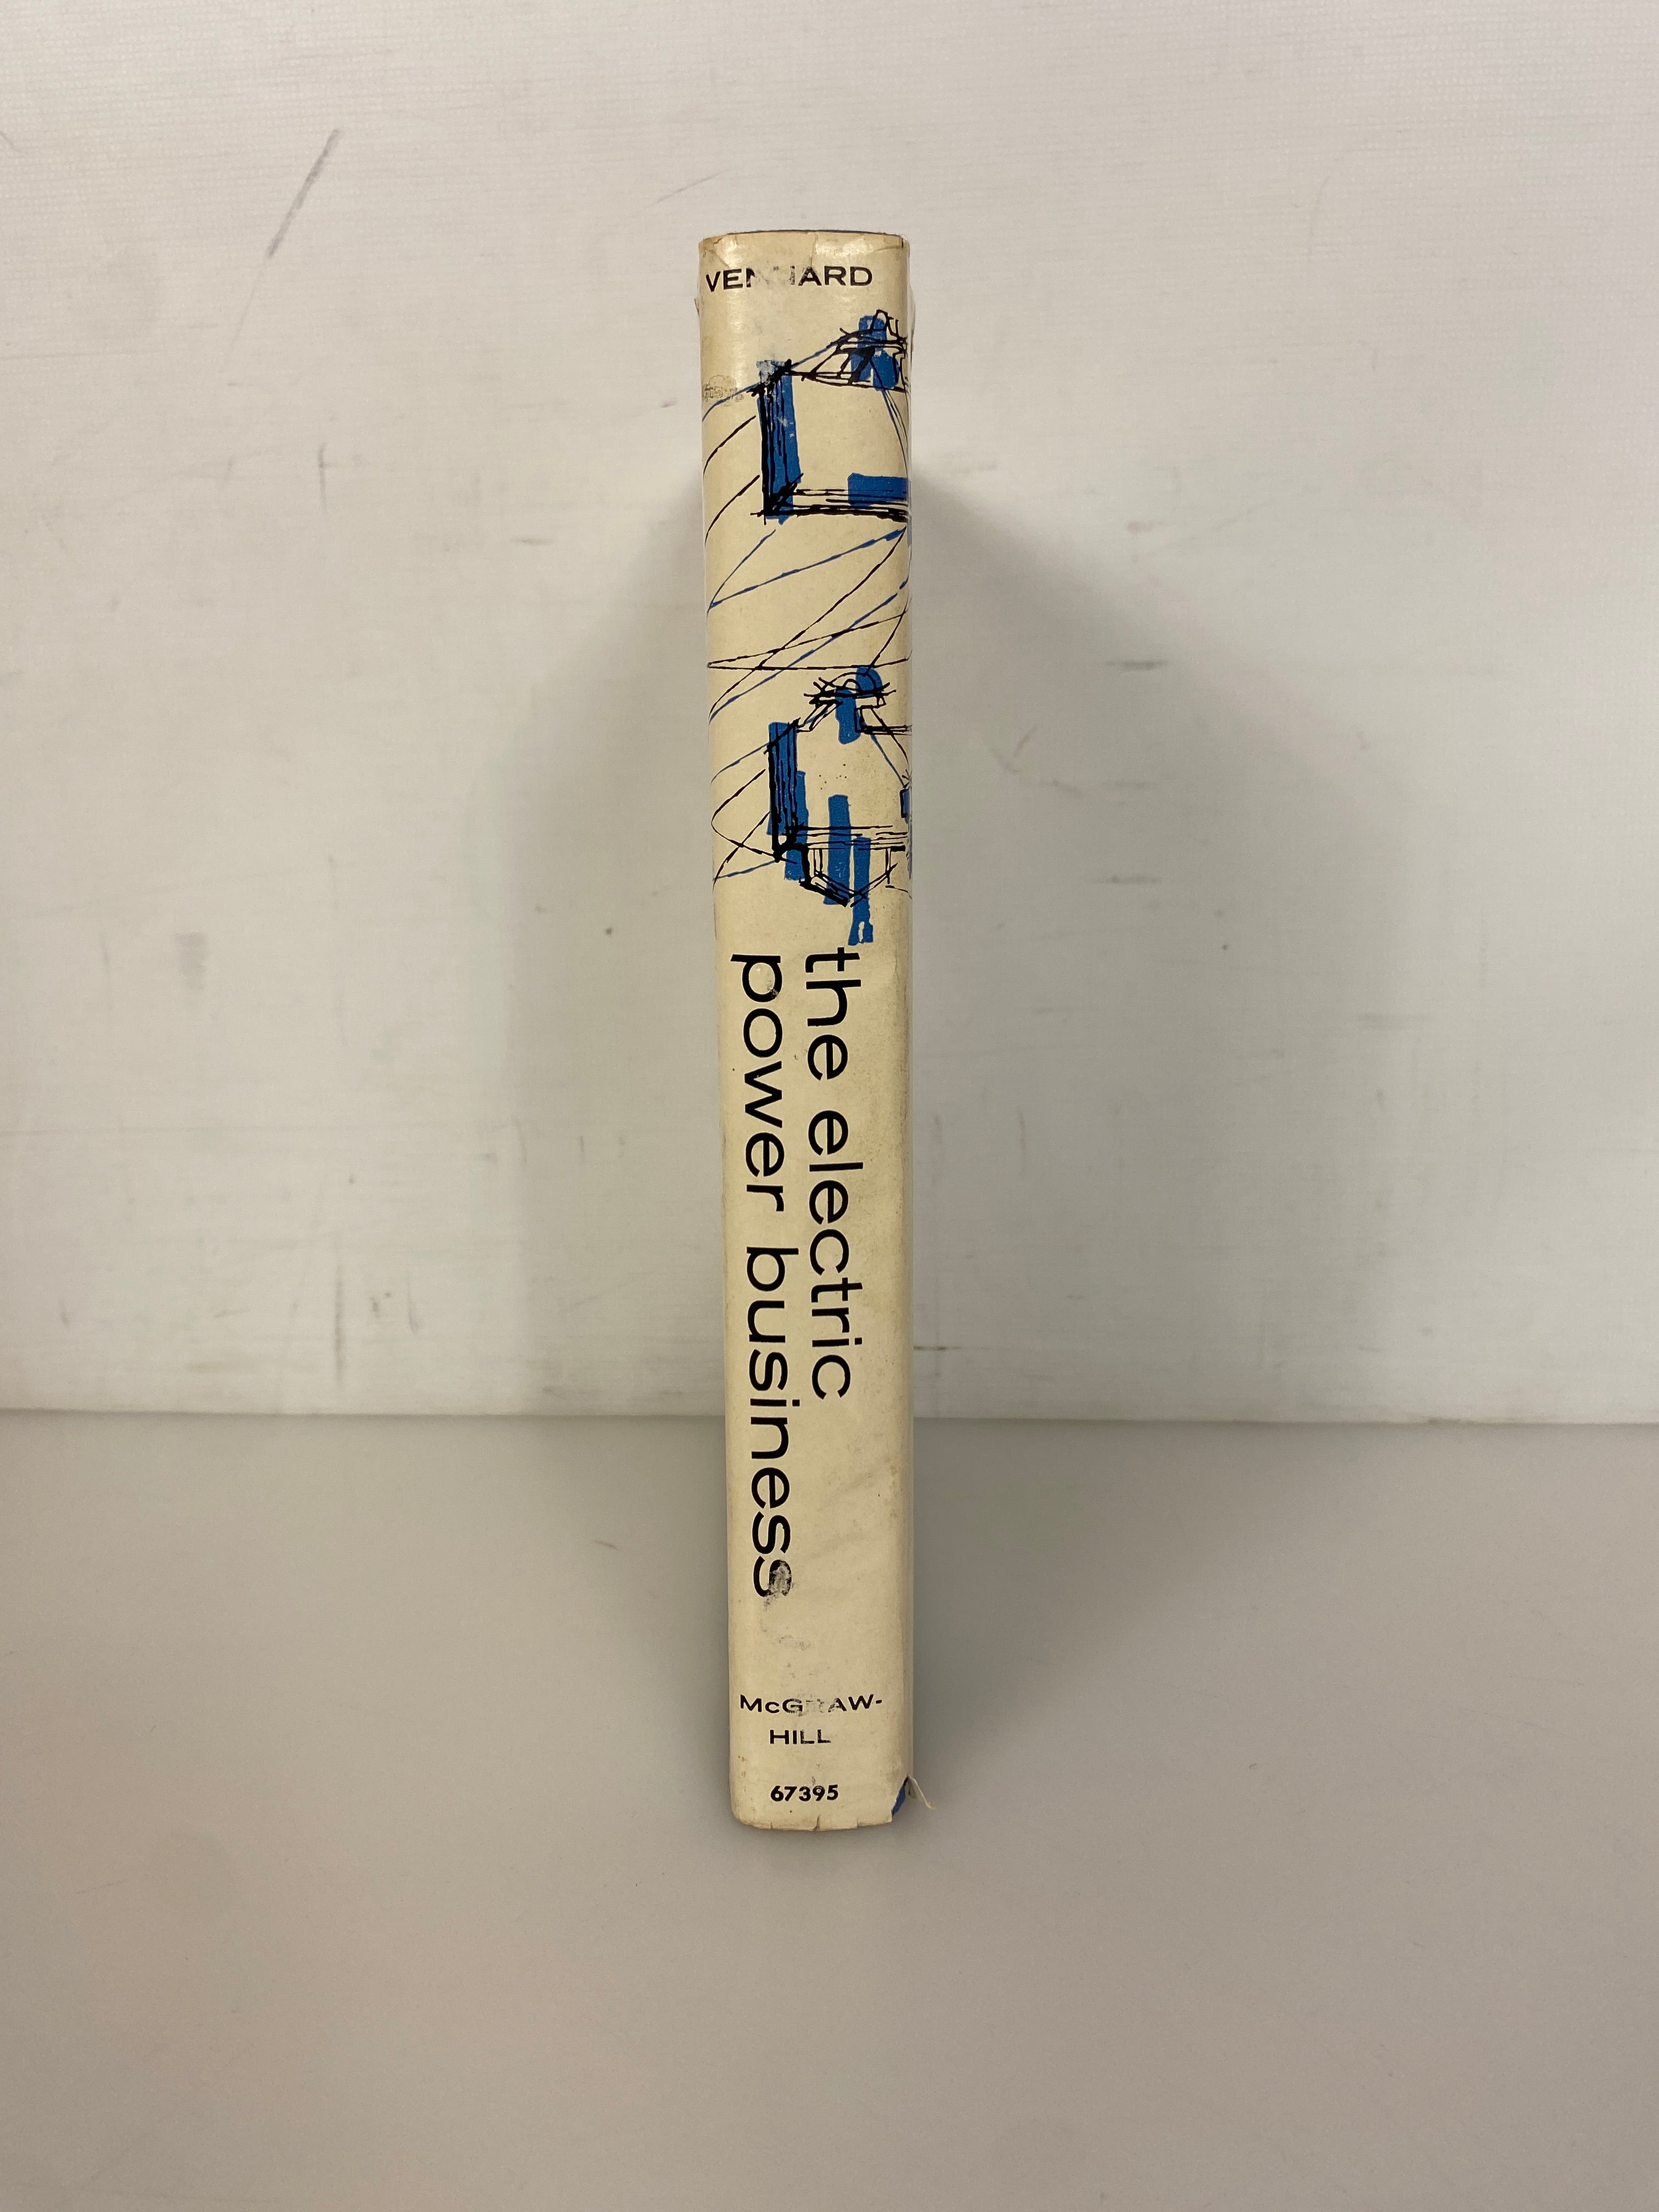 VENNARD
the electric
power business
McGRAW-
HILL
67395